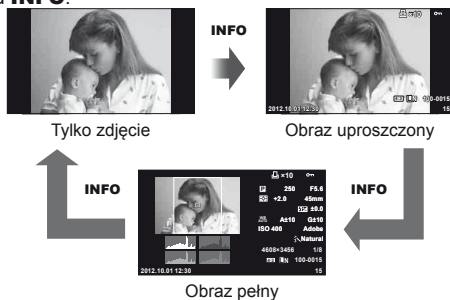 INFO.
INFO
×10
2012.10.01 12:30
N 100-0015
15
Tylko zdjęcie
Obraz uproszczony
INFO
INFO
×10
P 250 F5.6
+2.0 45mm
±0.0
A±10 G±10
ISO 400 Adobe
Natural
4608×3456 1/8
N 100-0015
2012.10.01 12:30 15
Obraz pełny